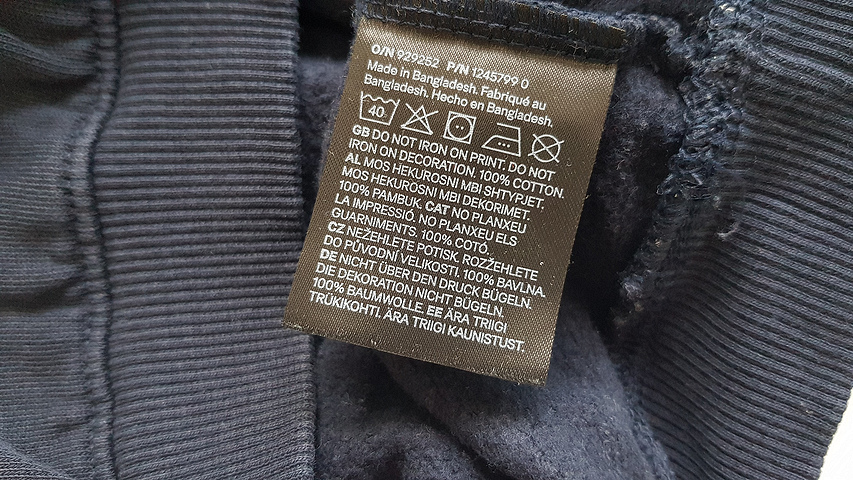 O/N 929252 P/N 1245799 0
Made in Bangladesh. Fabriqué au
Bangladesh. Hecho en Bangladesh.
40
GB DO NOT IRON ON PRINT. DO NOT
IRON ON DECORATION. 100% COTTON.
AL MOS HEKUROSNI MBI SHTYPJET.
MOS HEKUROSNI MBI DEKORIMET.
100% PAMBUK. CAT NO PLANXEU
LA IMPRESSIÓ. NO PLANXEU ELS
GUARNIMENTS. 100% COTÓ.
CZ NEŽEHLETE POTISK. ROZŽEHLETE
DO PŮVODNÍ VELIKOSTI. 100% BAVLNA.
DE NICHT ÜBER DEN DRUCK BÜGELN.
DIE DEKORATION NICHT BÜGELN.
100% BAUMWOLLE. EE ÄRA TRIIGI
TRÜKIKOHTI. ÄRA TRIIGI KAUNISTUST.